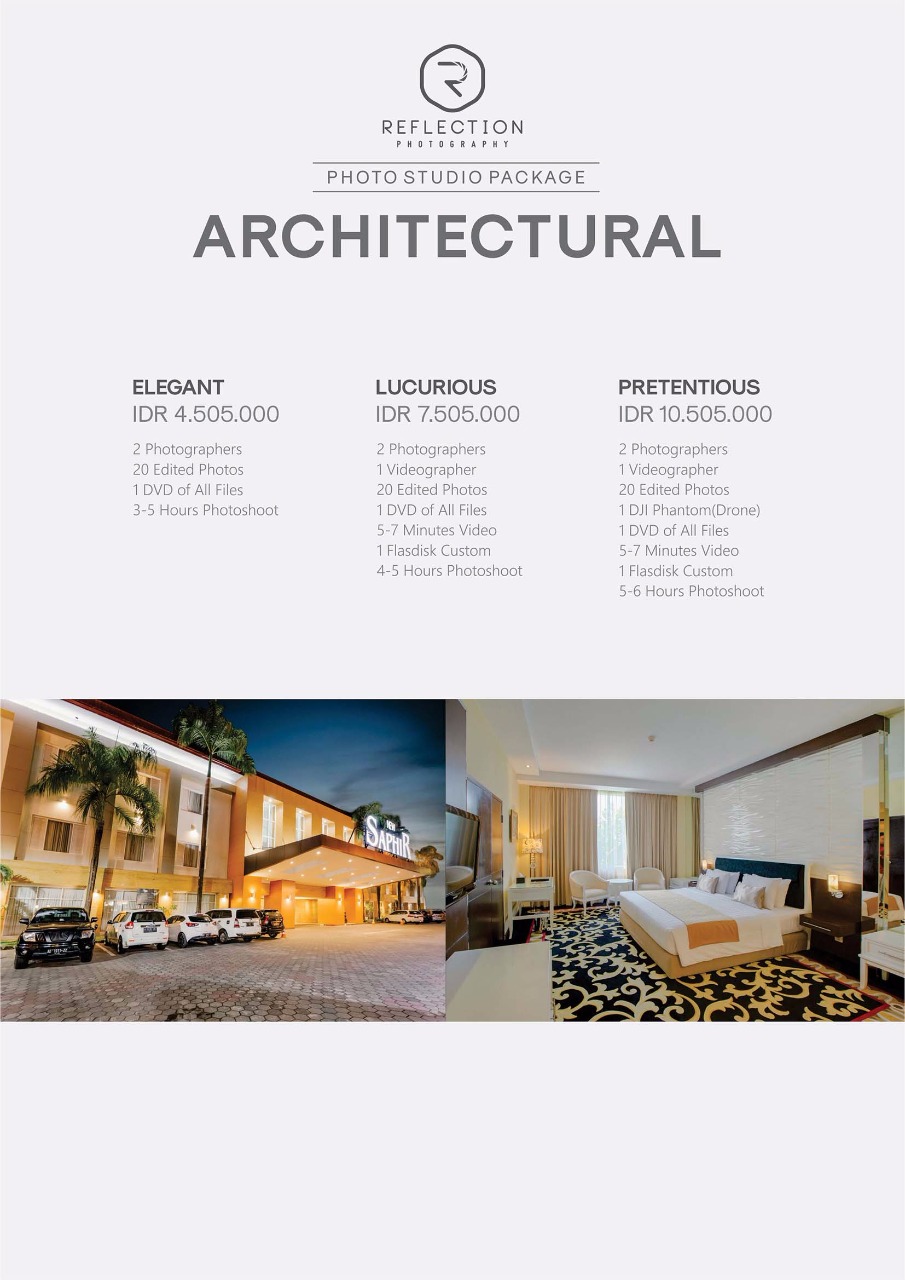 REFLECTION
PHOTOGRAPHY
PHOTO STUDIO PACKAGE
ARCHITECTURAL
ELEGANT
IDR 4.505.000
2 Photographers
20 Edited Photos
1 DVD of All Files
3-5 Hours Photoshoot
LUCURIOUS
IDR 7.505.000
2 Photographers
1 Videographer
20 Edited Photos
1 DVD of All Files
5-7 Minutes Video
1 Flasdisk Custom
4-5 Hours Photoshoot
PRETENTIOUS
IDR 10.505.000
2 Photographers
1 Videographer
20 Edited Photos
1 DJI Phantom(Drone)
1 DVD of All Files
5-7 Minutes Video
1 Flasdisk Custom
5-6 Hours Photoshoot
NEW
SAPHIR